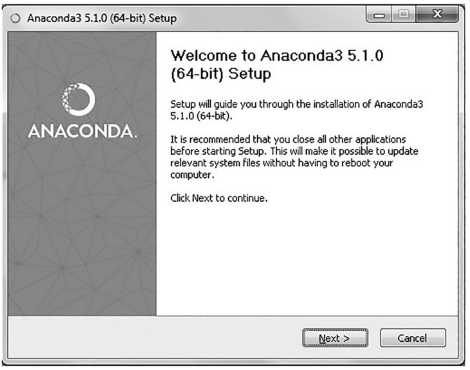 Anaconda3 5.1.0 (64-bit) Setup
Welcome to Anaconda3 5.1.0
(64-bit) Setup
Setup will guide you through the installation of Anaconda3
5.1.0 (64-bit).
It is recommended that you close all other applications
before starting Setup. This will make it possible to update
relevant system files without having to reboot your
computer.
Click Next to continue.
ANACONDA.
Next >
Cancel